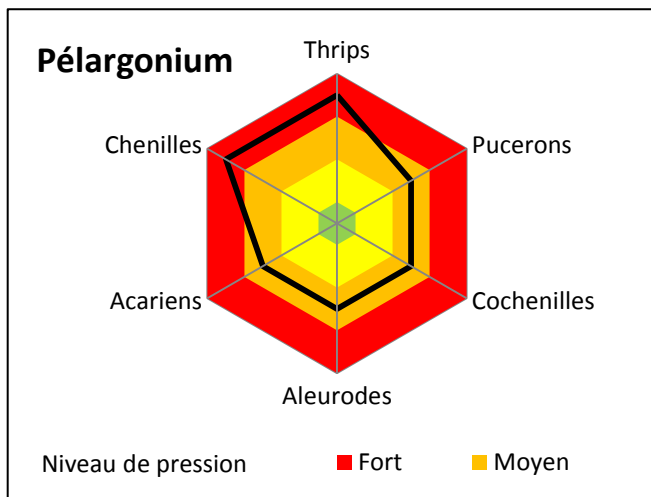 Pélargonium
Thrips
Chenilles
Pucerons
Acariens
Cochenilles
Aleurodes
Niveau de pression
Fort
Moyen